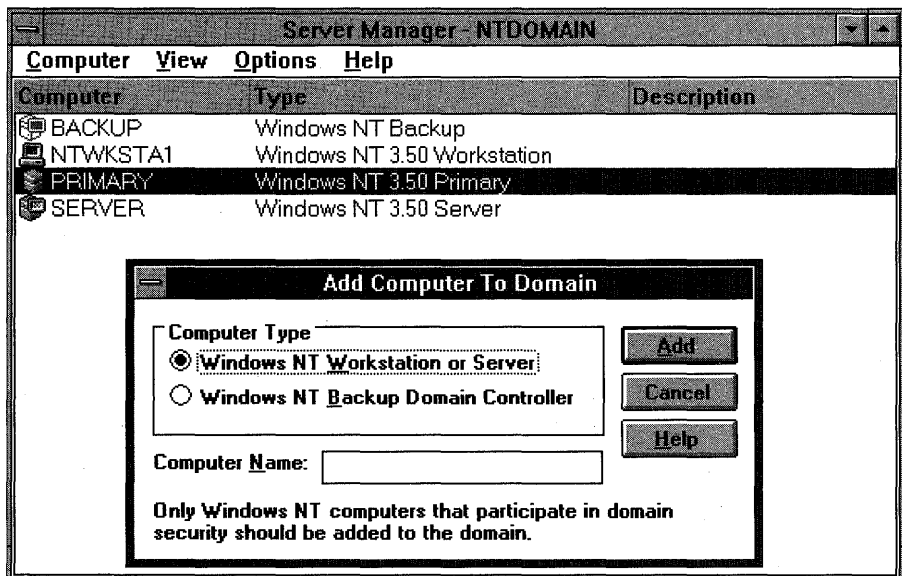 Server Manager - NTDOMAIN
Computer View Options Help
Computer Type Description
BACKUP Windows NT Backup
NTWKSTA1 Windows NT 3.50 Workstation
PRIMARY Windows NT 3.50 Primary
SERVER Windows NT 3.50 Server
Add Computer To Domain
Computer Type
Windows NT Workstation or Server
Windows NT Backup Domain Controller
Add
Cancel
Help
Computer Name:
Only Windows NT computers that participate in domain
security should be added to the domain.